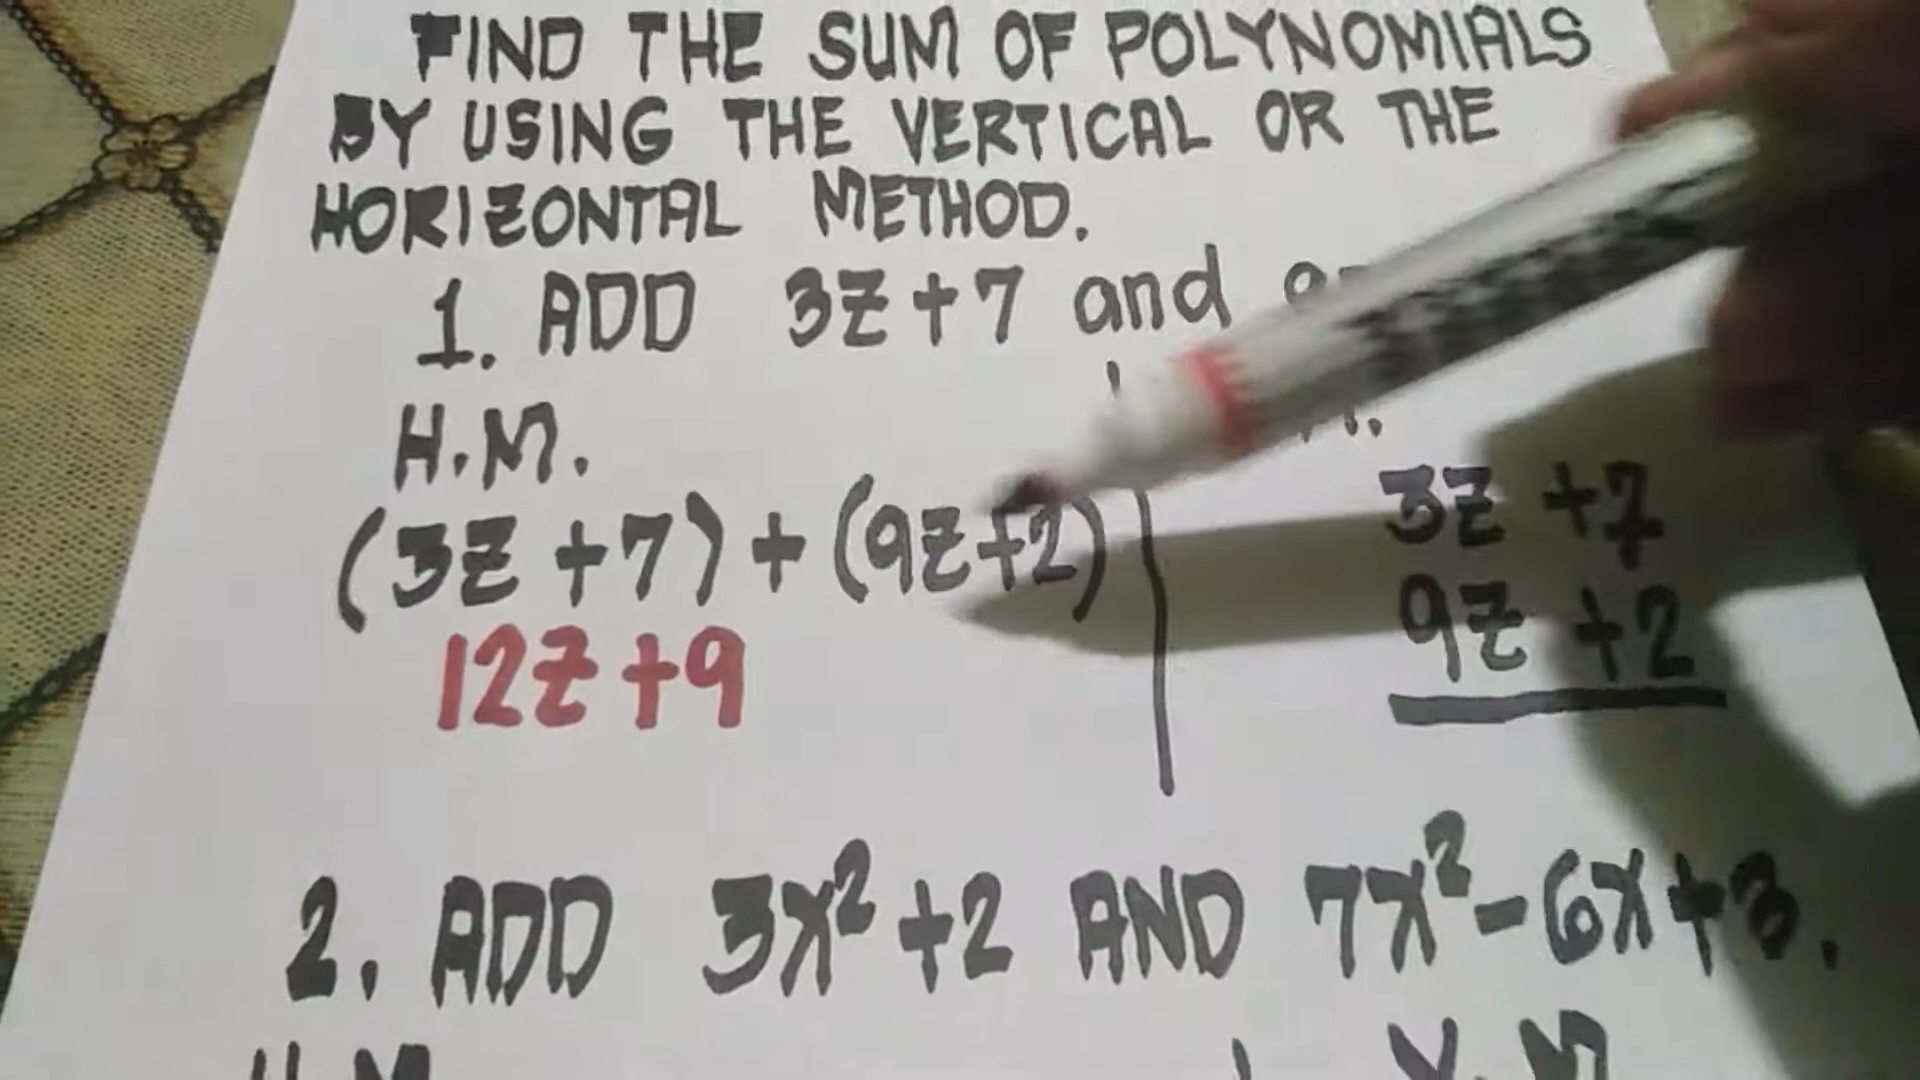 FIND THE SUM OF POLYNOMIALS
BY USING THE VERTICAL OR THE
HORIZONTAL METHOD.
1. ADD 3Z+7 and
H.M.
(3Z +7) + (9Z+2)
12Z+9
3Z +7
9Z +2
2. ADD 3X²+2 AND 7X²-6X+3.
H.M
V.M